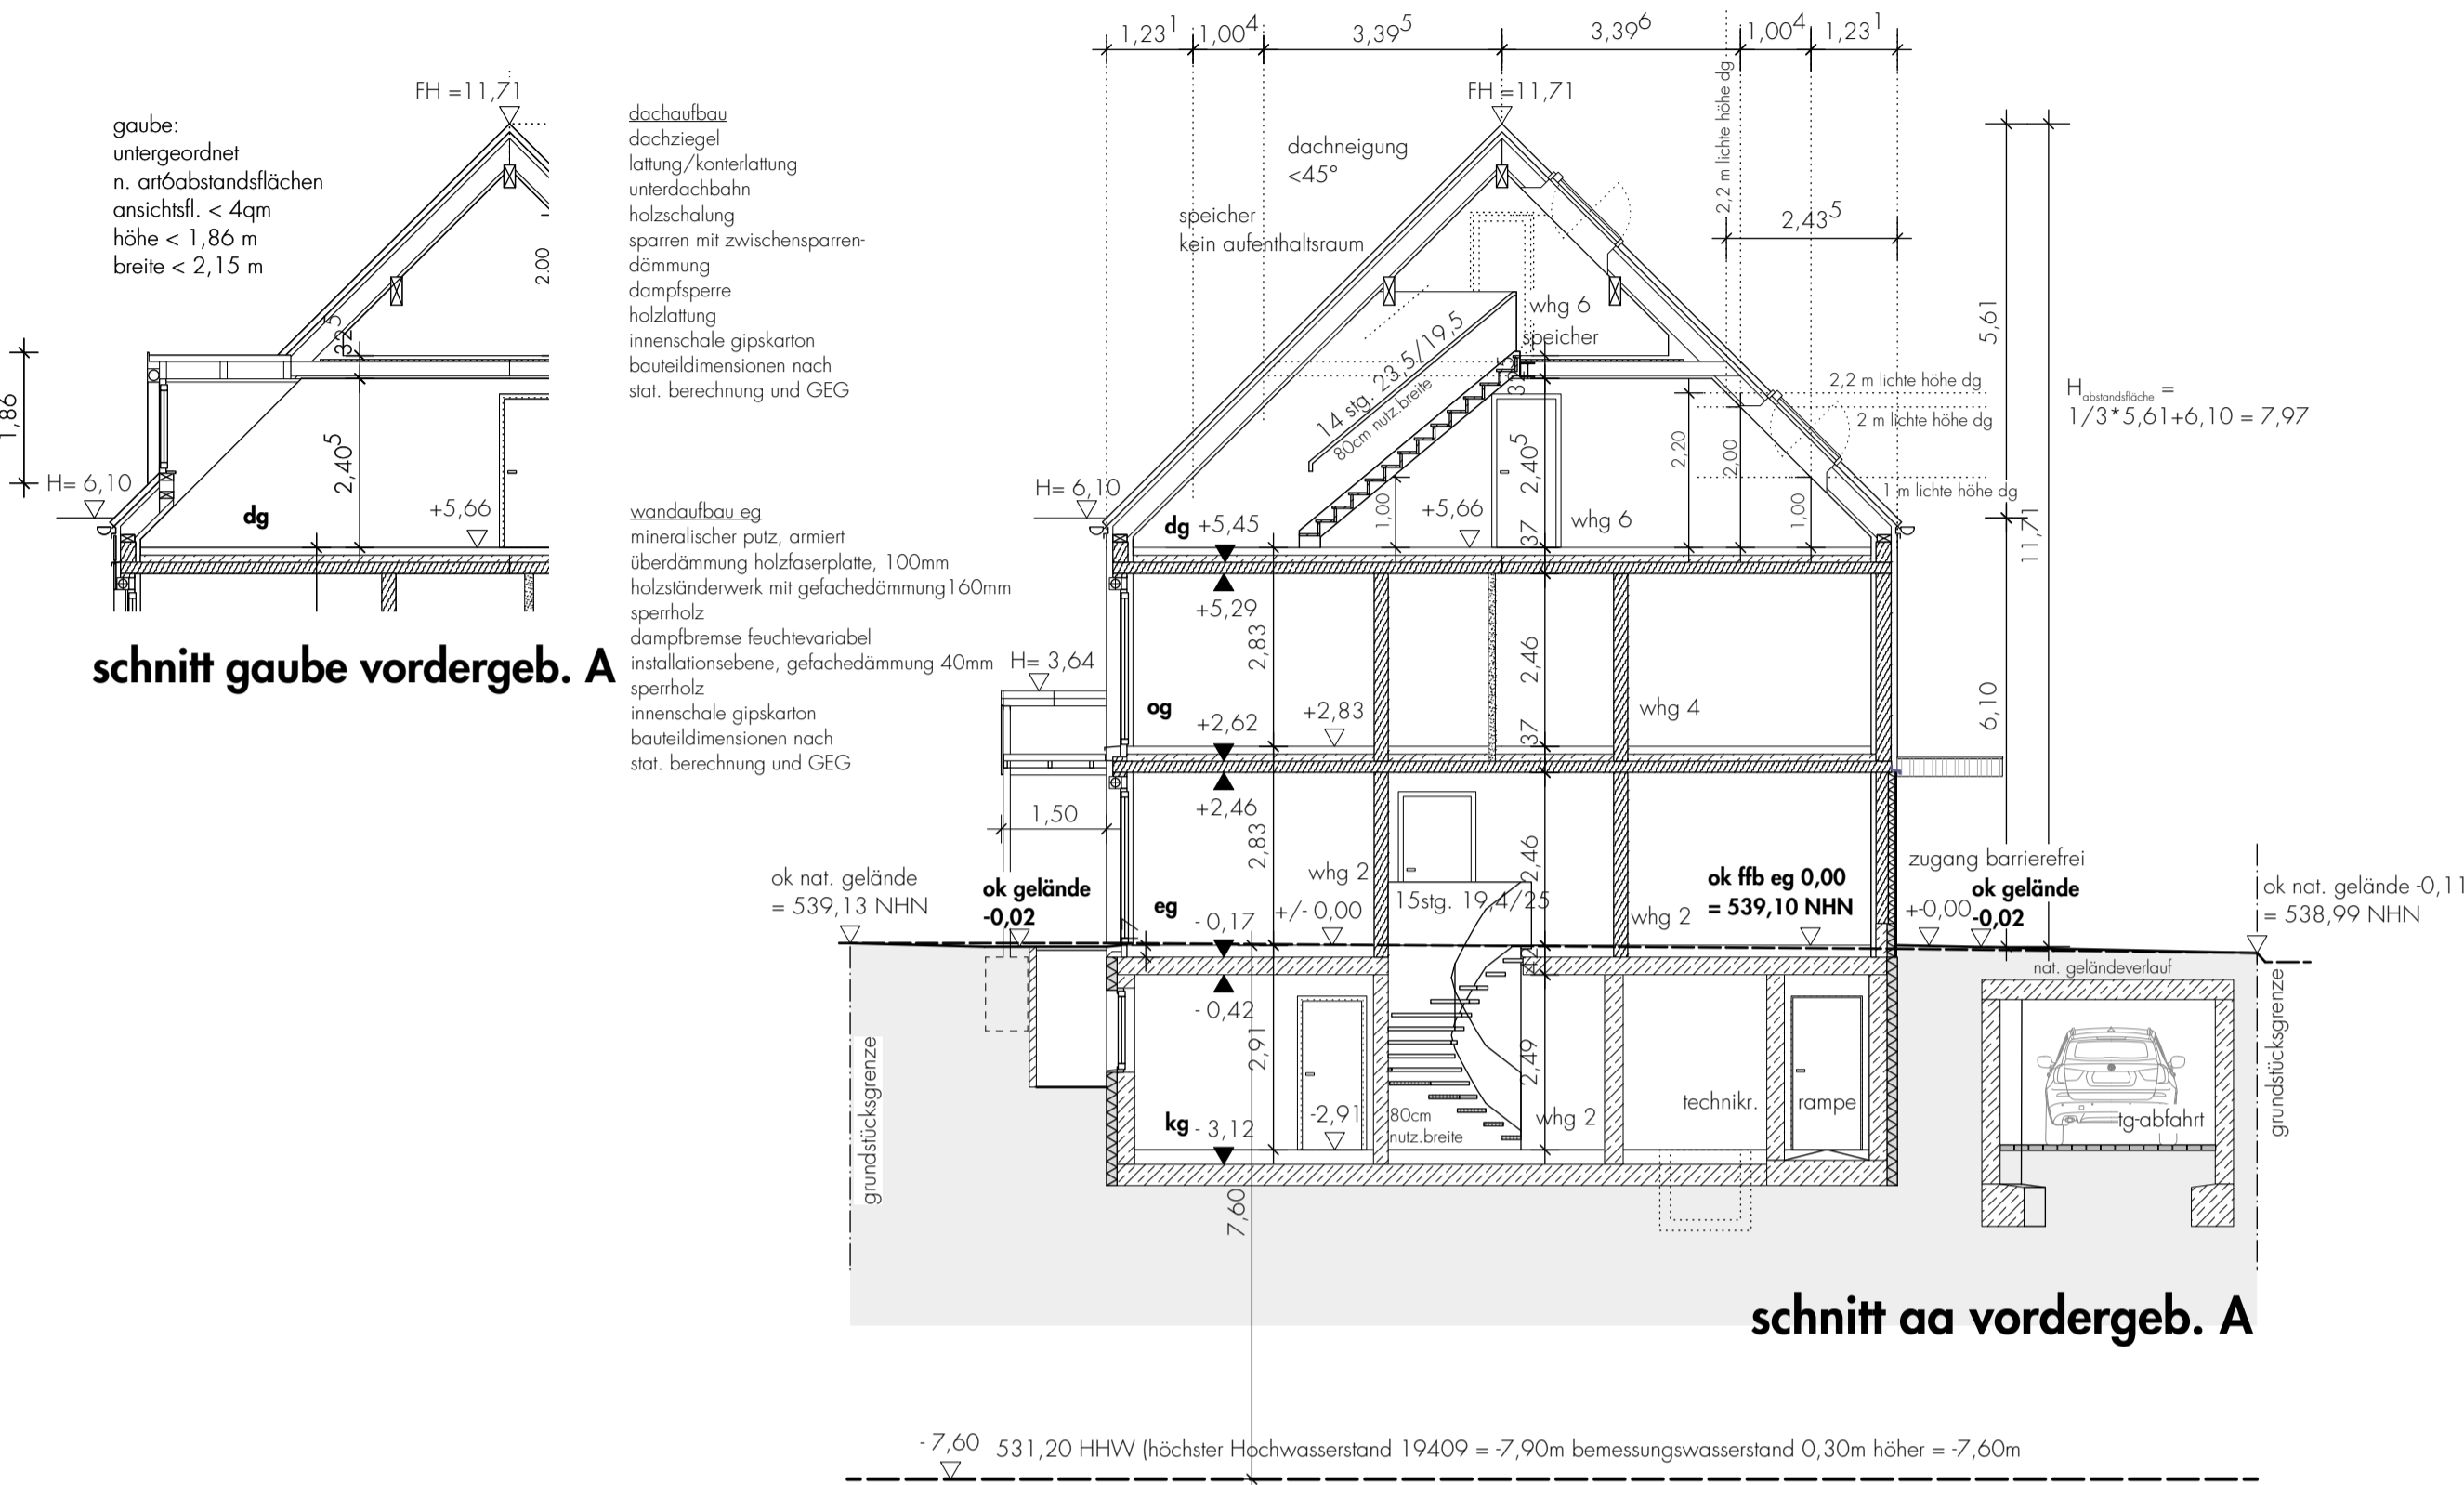 gaube:
untergeordnet
n. art6abstandsflächen
ansichtsfl. < 4qm
höhe < 1,86 m
breite < 2,15 m
FH =11,71
2.00
32⁵
1,86
H= 6,10
2,40⁵
+5,66
dg
schnitt gaube vordergeb. A
dachaufbau
dachziegel
lattung/konterlattung
unterdachbahn
holzschalung
sparren mit zwischensparren-
dämmung
dampfsperre
holzlattung
innenschale gipskarton
bauteildimensionen nach
stat. berechnung und GEG
wandaufbau eg
mineralischer putz, armiert
überdämmung holzfaserplatte, 100mm
holzständerwerk mit gefachedämmung160mm
sperrholz
dampfbremse feuchtevariabel
installationsebene, gefachedämmung 40mm
sperrholz
innenschale gipskarton
bauteildimensionen nach
stat. berechnung und GEG
1,23¹ 1,00⁴ 3,39⁵ 3,39⁶ 1,00⁴ 1,23¹
FH =11,71
2,2 m lichte höhe dg
dachneigung
<45°
speicher
kein aufenthaltsraum
2,43⁵
whg 6
speicher
14 stg. 23,5/19,5
80cm nutz.breite
5,61
2,2 m lichte höhe dg
2 m lichte höhe dg
1 m lichte höhe dg
Habstandsfläche =
1/3*5,61+6,10 = 7,97
H= 6,10
dg +5,45
1,00
+5,66
2,40⁵
37
whg 6
2,20
2,00
1,00
11,71
+5,29
2,83
2,46
H= 3,64
og
+2,62
+2,83
37
whg 4
6,10
+2,46
1,50
2,83
2,46
whg 2
ok nat. gelände
= 539,13 NHN
ok gelände
-0,02
eg
- 0,17
+/- 0,00
15stg. 19,4/25
whg 2
ok ffb eg 0,00
= 539,10 NHN
zugang barrierefrei
+-0,00
ok gelände
-0,02
ok nat. gelände -0,11
= 538,99 NHN
nat. geländeverlauf
- 0,42
2,91
2,49
grundstücksgrenze
kg - 3,12
-2,91
80cm
nutz.breite
whg 2
technikr.
rampe
tg-abfahrt
grundstücksgrenze
7,60
schnitt aa vordergeb. A
- 7,60
531,20 HHW (höchster Hochwasserstand 19409 = -7,90m bemessungswasserstand 0,30m höher = -7,60m